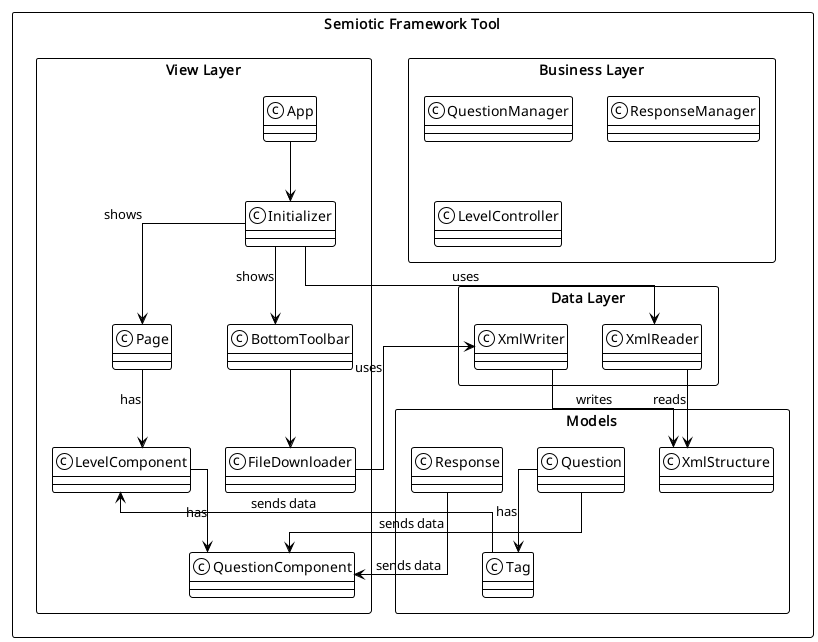 Semiotic Framework Tool
View Layer
Business Layer
C App
C QuestionManager
C ResponseManager
C Initializer
C LevelController
shows
shows
uses
Data Layer
C Page
C BottomToolbar
C XmlWriter
C XmlReader
uses
has
writes
reads
Models
C LevelComponent
C FileDownloader
C Response
C Question
C XmlStructure
sends data
has
has
sends data
C QuestionComponent
sends data
C Tag